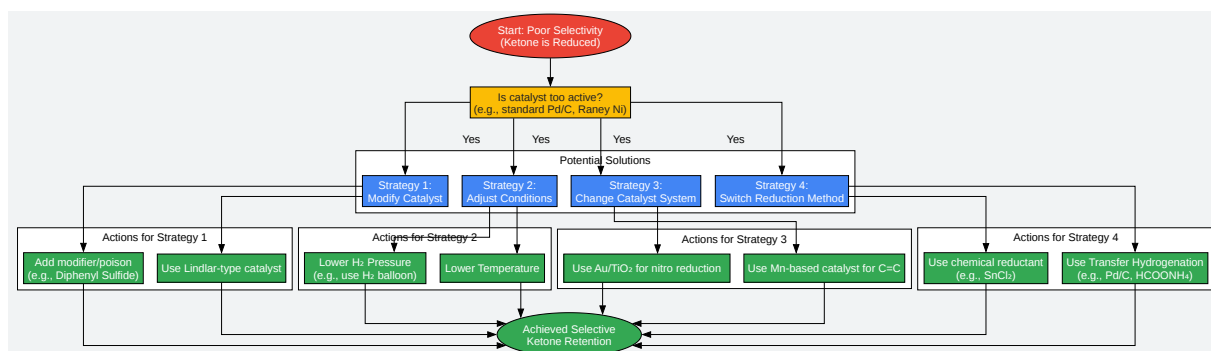 Start: Poor Selectivity
(Ketone is Reduced)
Is catalyst too active?
(e.g., standard Pd/C, Raney Ni)
Yes
Yes
Yes
Yes
Potential Solutions
Strategy 1:
Modify Catalyst
Strategy 2:
Adjust Conditions
Strategy 3:
Change Catalyst System
Strategy 4:
Switch Reduction Method
Actions for Strategy 1
Add modifier/poison
(e.g., Diphenyl Sulfide)
Use Lindlar-type catalyst
Actions for Strategy 2
Lower H₂ Pressure
(e.g., use H₂ balloon)
Lower Temperature
Actions for Strategy 3
Use Au/TiO₂ for nitro reduction
Use Mn-based catalyst for C=C
Actions for Strategy 4
Use chemical reductant
(e.g., SnCl₂)
Use Transfer Hydrogenation
(e.g., Pd/C, HCOONH₄)
Achieved Selective
Ketone Retention